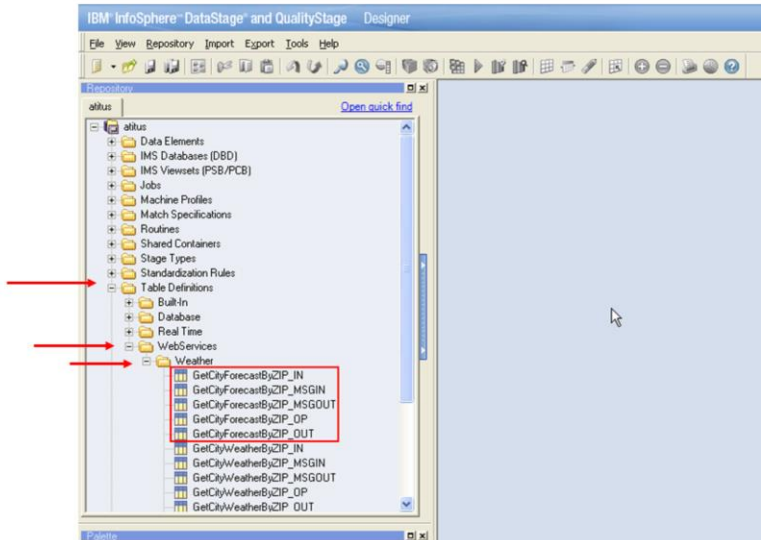 IBM® InfoSphere™ DataStage® and QualityStage Designer
File View Repository Import Export Tools Help
Repository
atitus Open quick find
atitus
Data Elements
IMS Databases (DBD)
IMS Viewsets (PSB/PCB)
Jobs
Machine Profiles
Match Specifications
Routines
Shared Containers
Stage Types
Standardization Rules
Table Definitions
Built-In
Database
Real Time
WebServices
Weather
GetCityForecastByZIP_IN
GetCityForecastByZIP_MSGIN
GetCityForecastByZIP_MSGOUT
GetCityForecastByZIP_OP
GetCityForecastByZIP_OUT
GetCityWeatherByZIP_IN
GetCityWeatherByZIP_MSGIN
GetCityWeatherByZIP_MSGOUT
GetCityWeatherByZIP_OP
GetCityWeatherByZIP OUT
Palette